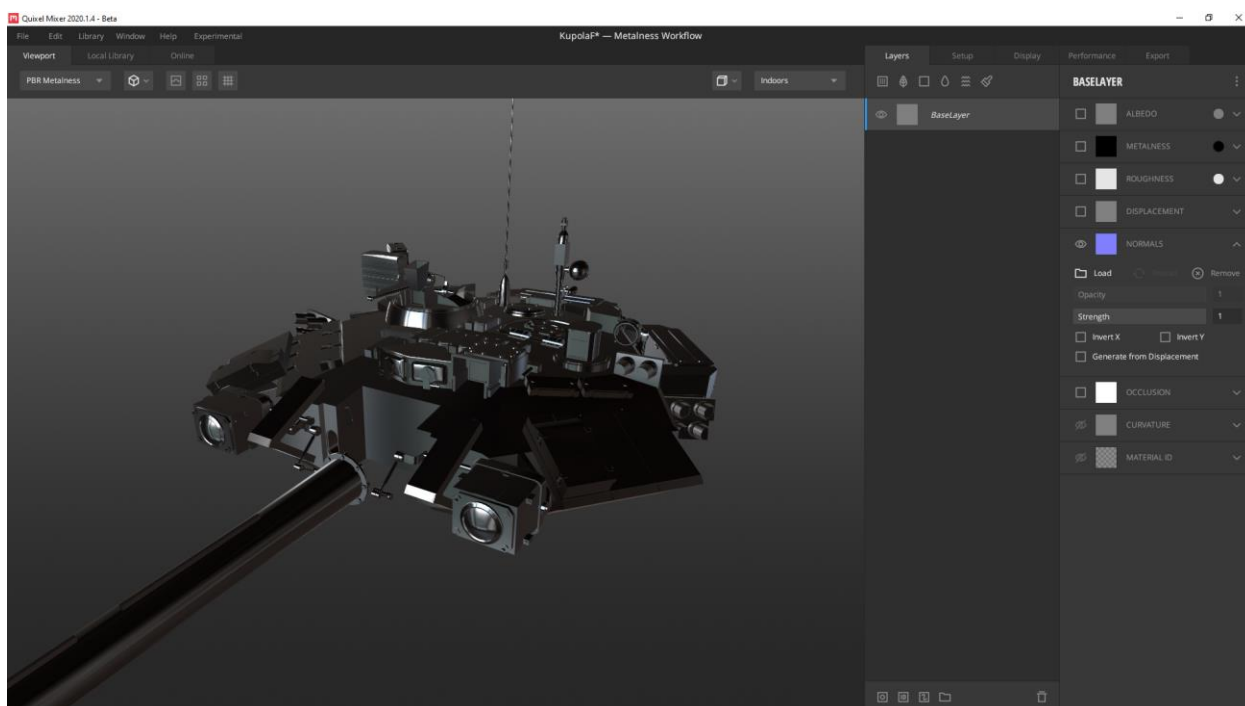 Quixel Mixer 2020.1.4 - Beta
File Edit Library Window Help Experimental
KupolaF* — Metalness Workflow
Viewport Local Library Online
Layers Setup Display Performance Export
PBR Metalness
Indoors
BASELAYER
BaseLayer
ALBEDO
METALNESS
ROUGHNESS
DISPLACEMENT
NORMALS
Load Remove
Opacity 1
Strength 1
Invert X Invert Y
Generate from Displacement
OCCLUSION
CURVATURE
MATERIAL ID